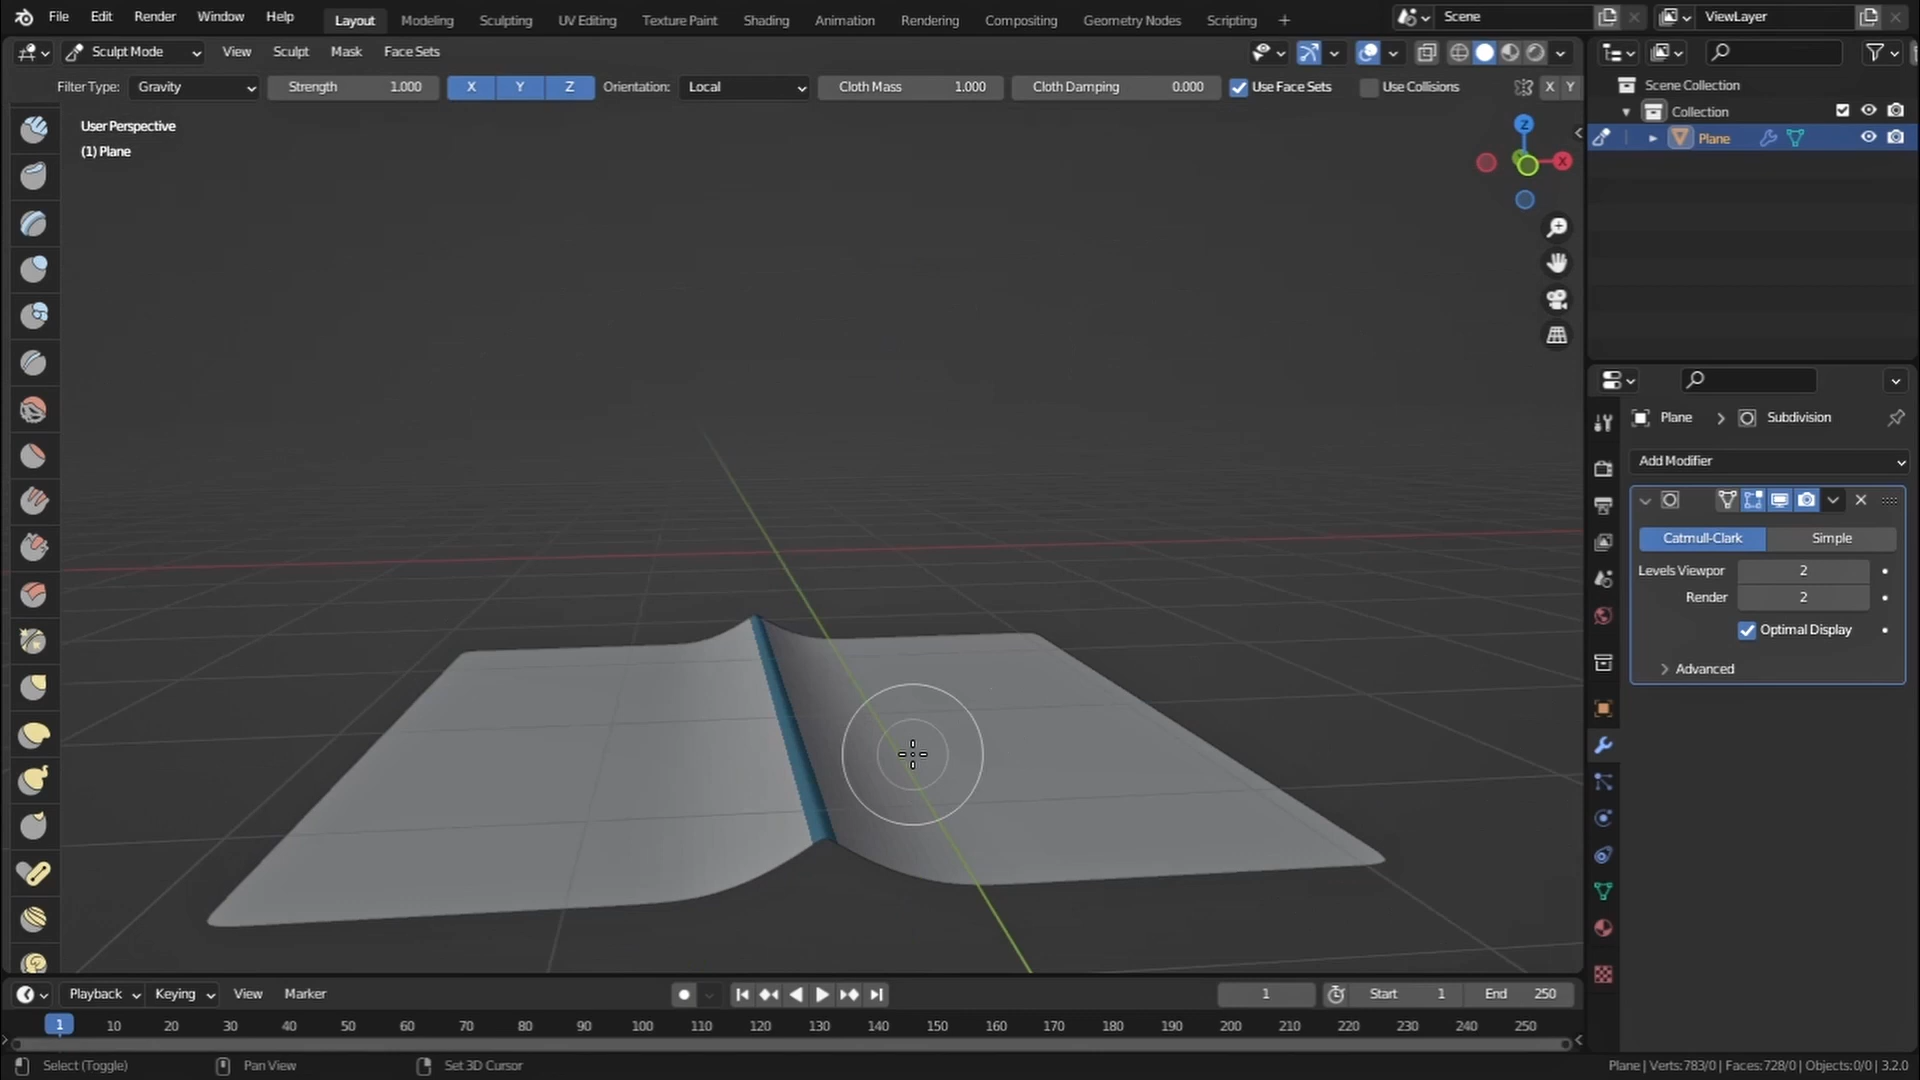 File Edit Render Window Help Layout Modeling Sculpting UV Editing Texture Paint Shading Animation Rendering Compositing Geometry Nodes Scripting + Scene ViewLayer
Sculpt Mode View Sculpt Mask Face Sets
Filter Type: Gravity Strength 1.000 X Y Z Orientation: Local Cloth Mass 1.000 Cloth Damping 0.000 Use Face Sets Use Collisions X Y
User Perspective
(1) Plane
Z
X
Scene Collection
Collection
Plane
Plane > Subdivision
Add Modifier
Catmull-Clark Simple
Levels Viewpor 2
Render 2
Optimal Display
Advanced
Playback Keying View Marker 1 Start 1 End 250
1 10 20 30 40 50 60 70 80 90 100 110 120 130 140 150 160 170 180 190 200 210 220 230 240 250
Select (Toggle) Pan View Set 3D Cursor Plane | Verts:783/0 | Faces:728/0 | Objects:0/0 | 3.2.0